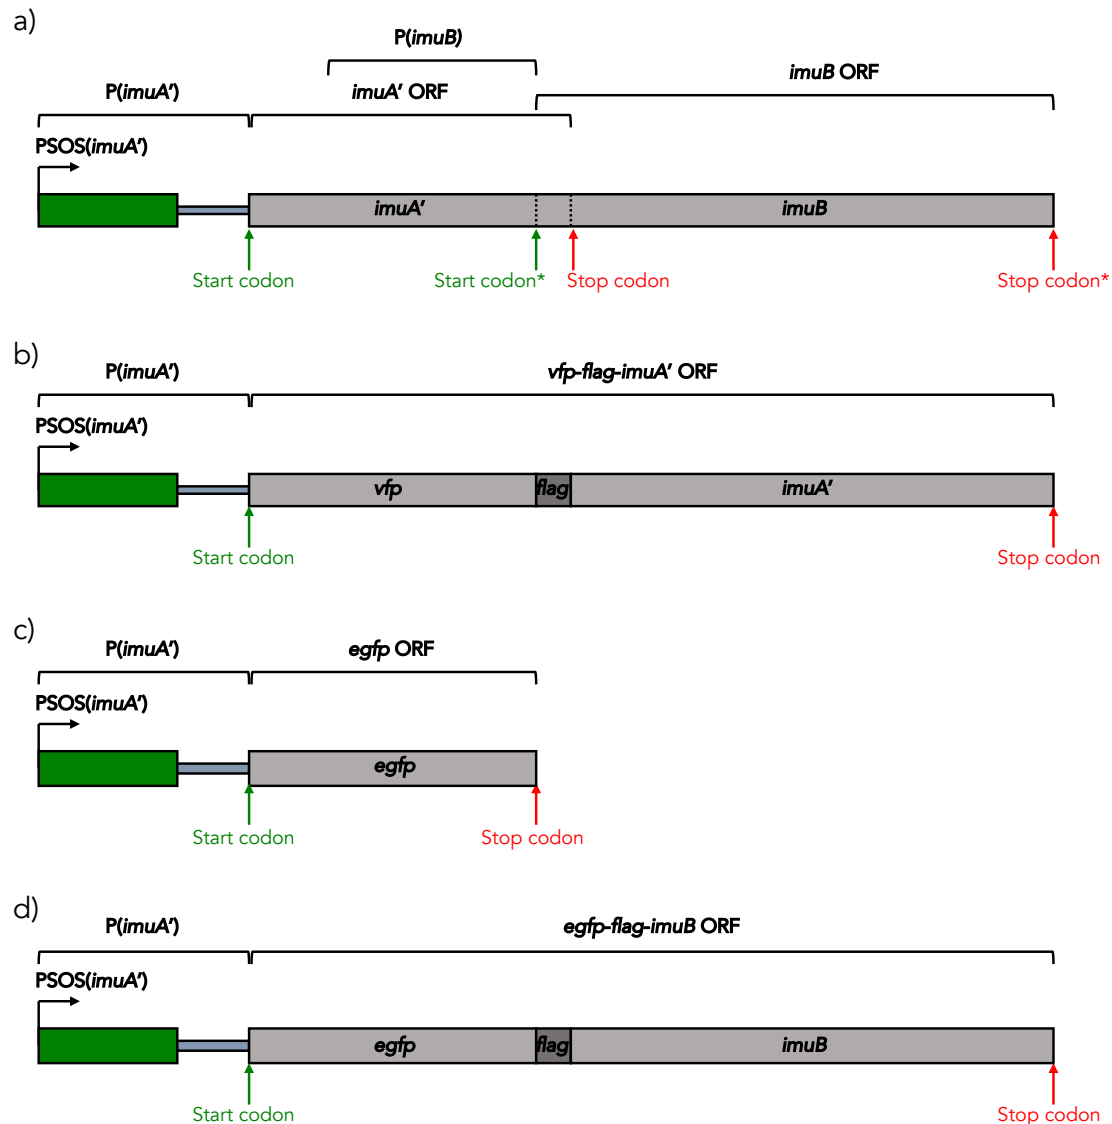 a)
P(imuB)
imuB ORF
P(imuA′) imuA′ ORF
PSOS(imuA′)
imuA′ imuB
Start codon Start codon* Stop codon Stop codon*
b)
P(imuA′) vfp-flag-imuA′ ORF
PSOS(imuA′)
vfp flag imuA′
Start codon Stop codon
c)
P(imuA′) egfp ORF
PSOS(imuA′)
egfp
Start codon Stop codon
d)
P(imuA′) egfp-flag-imuB ORF
PSOS(imuA′)
egfp flag imuB
Start codon Stop codon